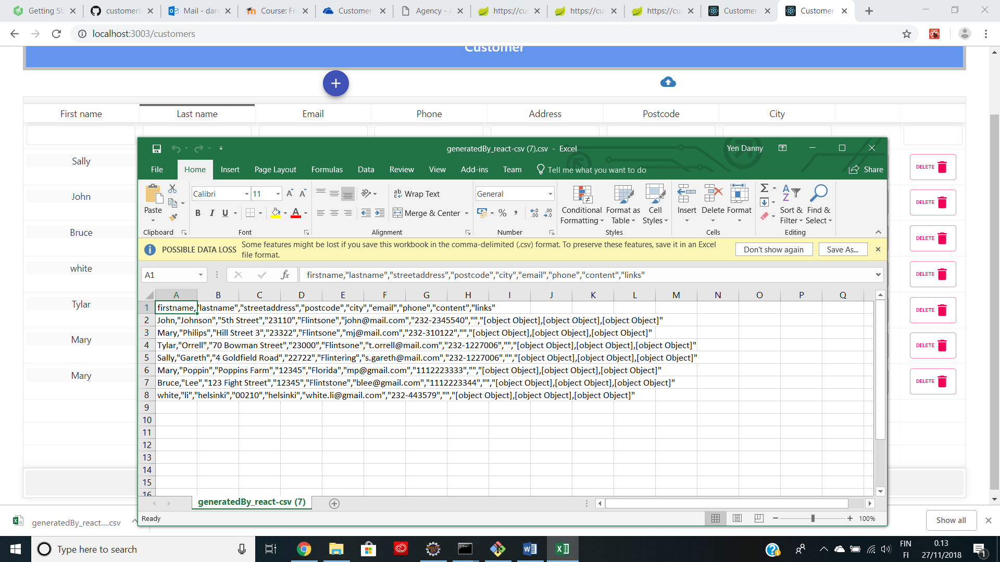 Getting Sta
customert
Mail - dan
Course: Fr
Customer
Agency - A
https://cus
https://cus
https://cus
Customer
Customer
localhost:3003/customers
Customer
First name Last name Email Phone Address Postcode City
Sally DELETE
John DELETE
Bruce DELETE
white DELETE
Tylar DELETE
Mary DELETE
Mary DELETE
generatedBy_react-csv (7).csv - Excel
Yen Danny
File Home Insert Page Layout Formulas Data Review View Add-ins Team Tell me what you want to do Share
Paste
Clipboard
Calibri 11
B I U
Font
Wrap Text
Merge & Center
Alignment
General
Number
Conditional Formatting
Format as Table
Cell Styles
Styles
Insert Delete Format
Cells
Sort & Filter
Find & Select
Editing
POSSIBLE DATA LOSS Some features might be lost if you save this workbook in the comma-delimited (.csv) format. To preserve these features, save it in an Excel
file format.
Don't show again
Save As...
A1 fx firstname,"lastname","streetaddress","postcode","city","email","phone","content","links"
A B C D E F G H I J K L M N O P Q
1 firstname,"lastname","streetaddress","postcode","city","email","phone","content","links"
2 John,"Johnson","5th Street","23110","Flintsone","john@mail.com","232-2345540","","[object Object],[object Object],[object Object]"
3 Mary,"Philips","Hill Street 3","23322","Flintsone","mj@mail.com","232-310122","","[object Object],[object Object],[object Object]"
4 Tylar,"Orrell","70 Bowman Street","23000","Flintsone","t.orrell@mail.com","232-1227006","","[object Object],[object Object],[object Object]"
5 Sally,"Gareth","4 Goldfield Road","22722","Flintering","s.gareth@mail.com","232-1227006","","[object Object],[object Object],[object Object]"
6 Mary,"Poppin","Poppins Farm","12345","Florida","mp@gmail.com","1112223333","","[object Object],[object Object],[object Object]"
7 Bruce,"Lee","123 Fight Street","12345","Flintstone","blee@gmail.com","1112223344","","[object Object],[object Object],[object Object]"
8 white,"li","helsinki","00210","helsinki","white.li@gmail.com","232-443579","","[object Object],[object Object],[object Object]"
9
10
11
12
13
14
15
16
generatedBy_react-csv (7)
Ready
100%
generatedBy_react....csv
Show all
Type here to search
FIN
FI
0.13
27/11/2018
1